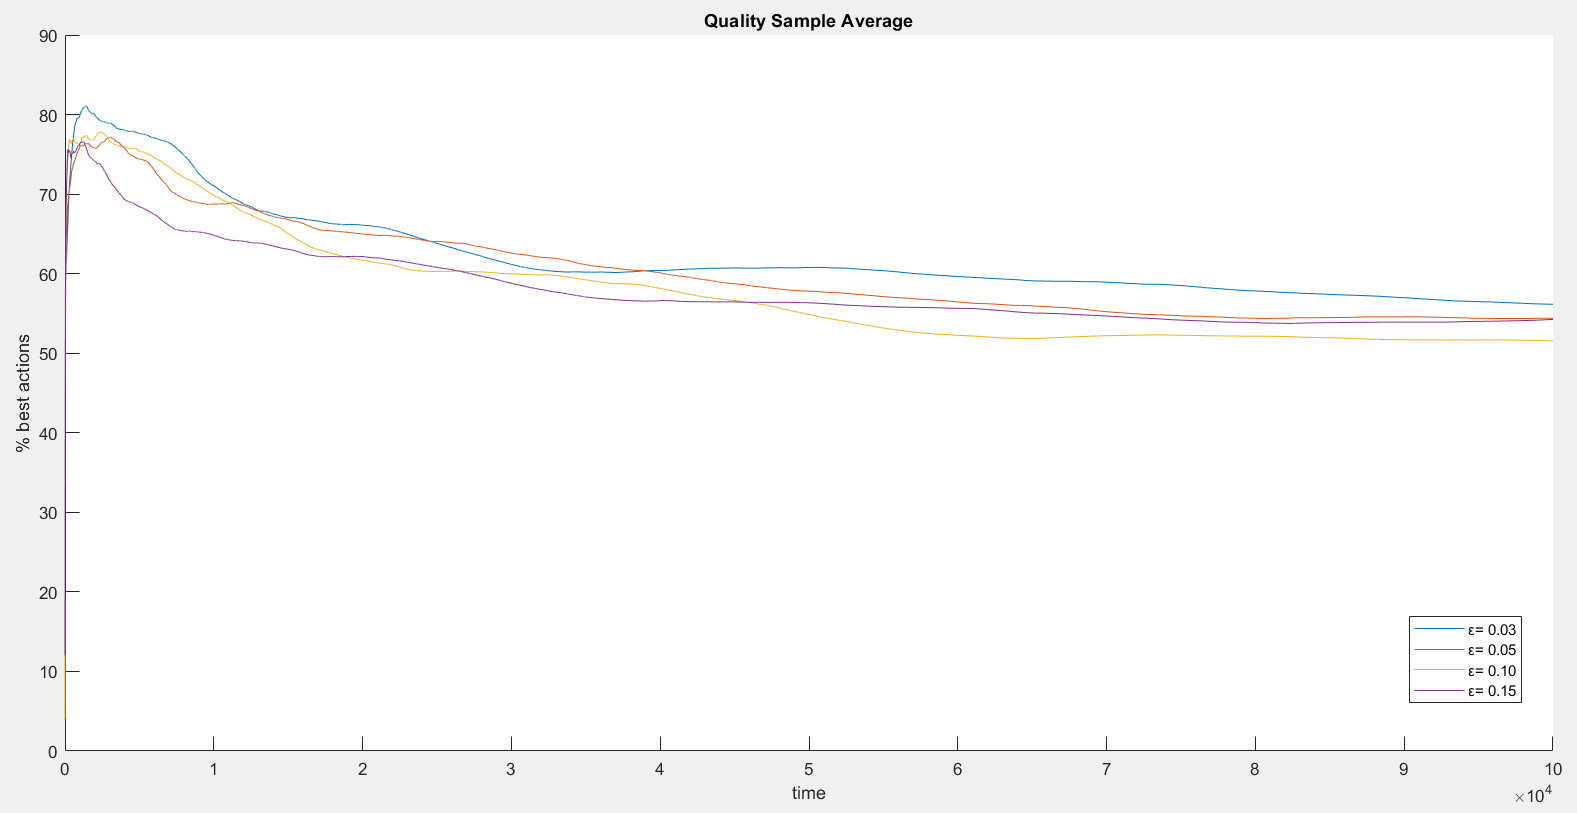 Quality Sample Average
90
80
70
60
50
40
30
20
10
0
% best actions
ε= 0.03
ε= 0.05
ε= 0.10
ε= 0.15
0 1 2 3 4 5 6 7 8 9 10
time
×10⁴